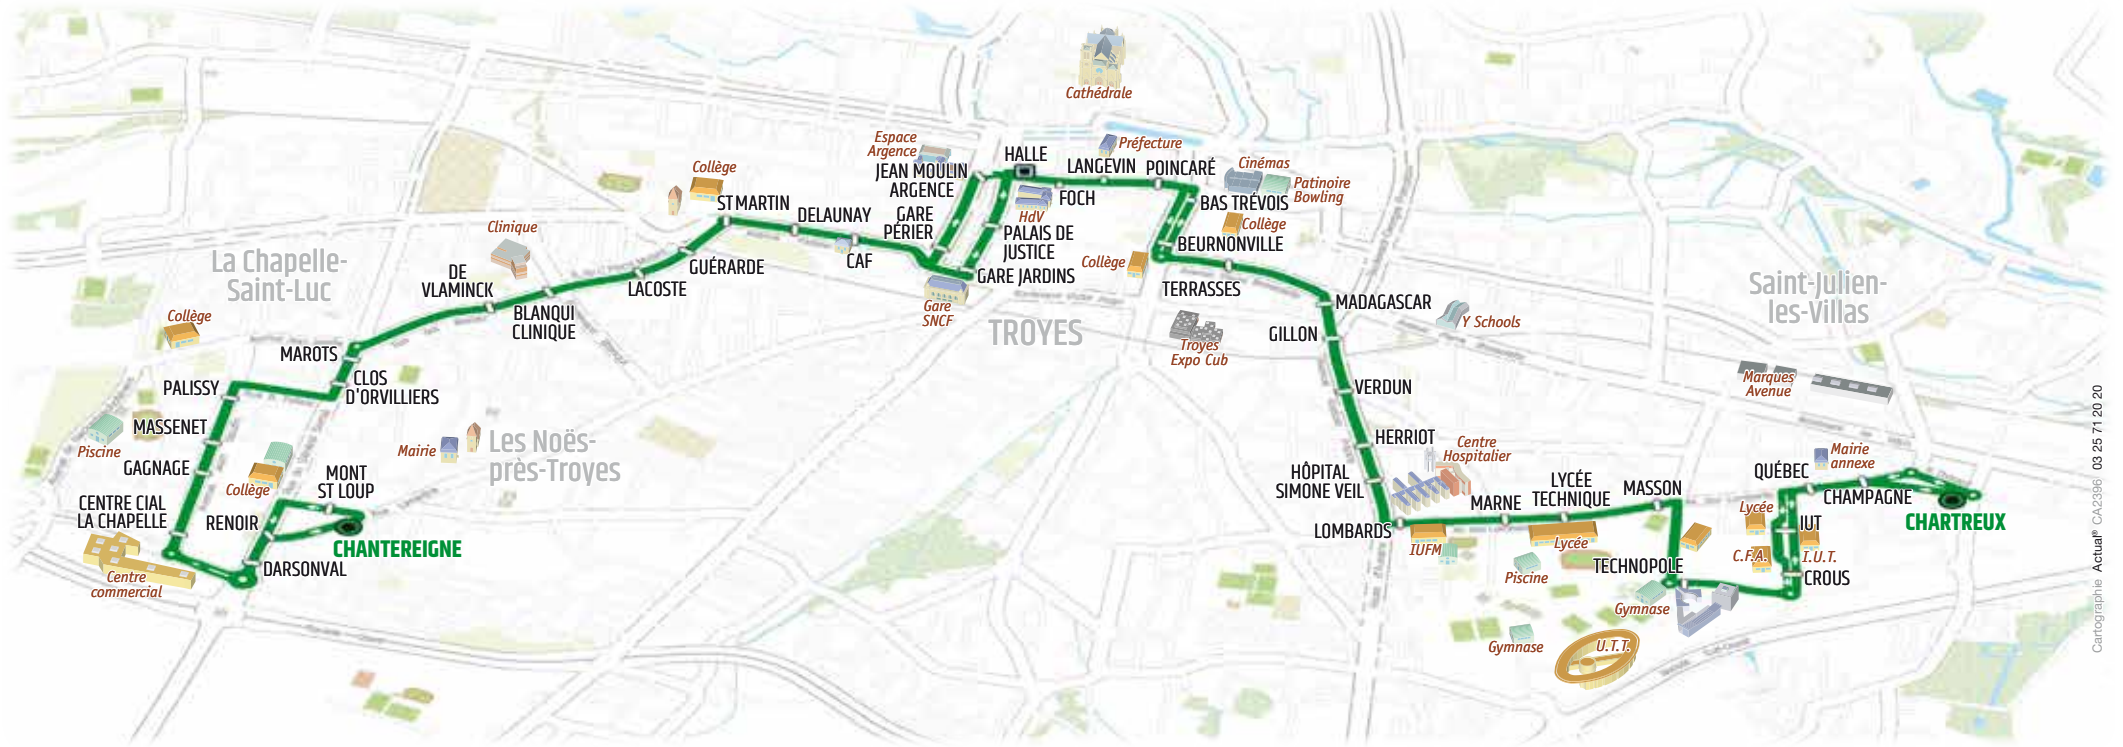 Cathédrale
Espace
Argence
JEAN MOULIN
ARGENCE
HALLE
Préfecture
LANGEVIN
POINCARÉ
Cinémas
Patinoire
Bowling
Collège
ST MARTIN
DELAUNAY
GARE
PÉRIER
HdV
FOCH
BAS TRÉVOIS
Collège
PALAIS DE
JUSTICE
BEURNONVILLE
Clinique
GUÉRARDE
CAF
GARE JARDINS
Collège
TERRASSES
La Chapelle-
Saint-Luc
DE
VLAMINCK
LACOSTE
BLANQUI
CLINIQUE
Gare
SNCF
TROYES
MADAGASCAR
Y Schools
Saint-Julien-
les-Villas
Collège
MAROTS
GILLON
Troyes
Expo Cub
PALISSY
CLOS
D'ORVILLIERS
VERDUN
Marques
Avenue
MASSENET
Piscine
Mairie
Les Noës-
près-Troyes
HERRIOT
Centre
Hospitalier
Mairie
annexe
GAGNAGE
Collège
MONT
ST LOUP
HÔPITAL
SIMONE VEIL
LYCÉE
TECHNIQUE
MASSON
QUÉBEC
CHAMPAGNE
CENTRE CIAL
LA CHAPELLE
RENOIR
CHANTEREIGNE
MARNE
LOMBARDS
IUFM
Lycée
Lycée
IUT
CHARTREUX
Centre
commercial
DARSONVAL
Piscine
TECHNOPOLE
C.F.A.
I.U.T.
CROUS
Gymnase
Gymnase
U.T.T.
Cartographie Actual® CA2396 03 25 71 20 20